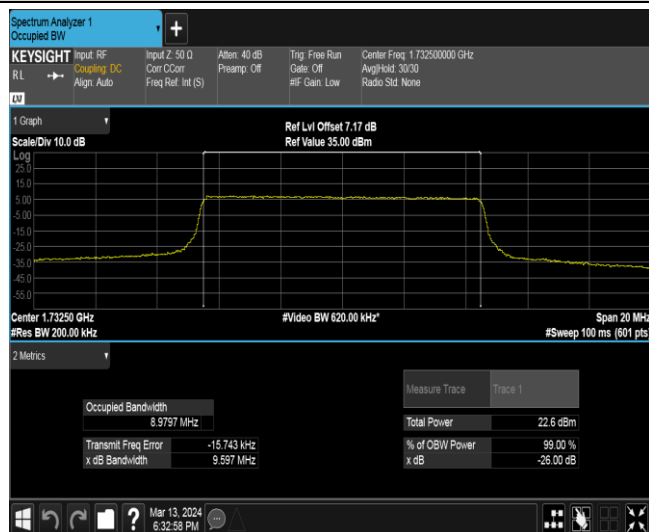 Spectrum Analyzer 1
Occupied BW
+
KEYSIGHT
RL
LXI
Input: RF
Coupling: DC
Align: Auto
Input Z: 50 Ω
Corr CCorr
Freq Ref: Int (S)
Atten: 40 dB
Preamp: Off
Trig: Free Run
Gate: Off
#IF Gain: Low
Center Freq: 1.732500000 GHz
Avg|Hold: 30/30
Radio Std: None
1 Graph
Scale/Div 10.0 dB
Ref Lvl Offset 7.17 dB
Ref Value 35.00 dBm
Log
25.0
15.0
5.00
-5.00
-15.0
-25.0
-35.0
-45.0
-55.0
Center 1.73250 GHz
#Video BW 620.00 kHz*
Span 20 MHz
#Res BW 200.00 kHz
#Sweep 100 ms (601 pts)
2 Metrics
Measure Trace Trace 1
Occupied Bandwidth
8.9797 MHz
Total Power 22.6 dBm
Transmit Freq Error -15.743 kHz
% of OBW Power 99.00 %
x dB Bandwidth 9.597 MHz
x dB -26.00 dB
?
Mar 13, 2024
6:32:58 PM